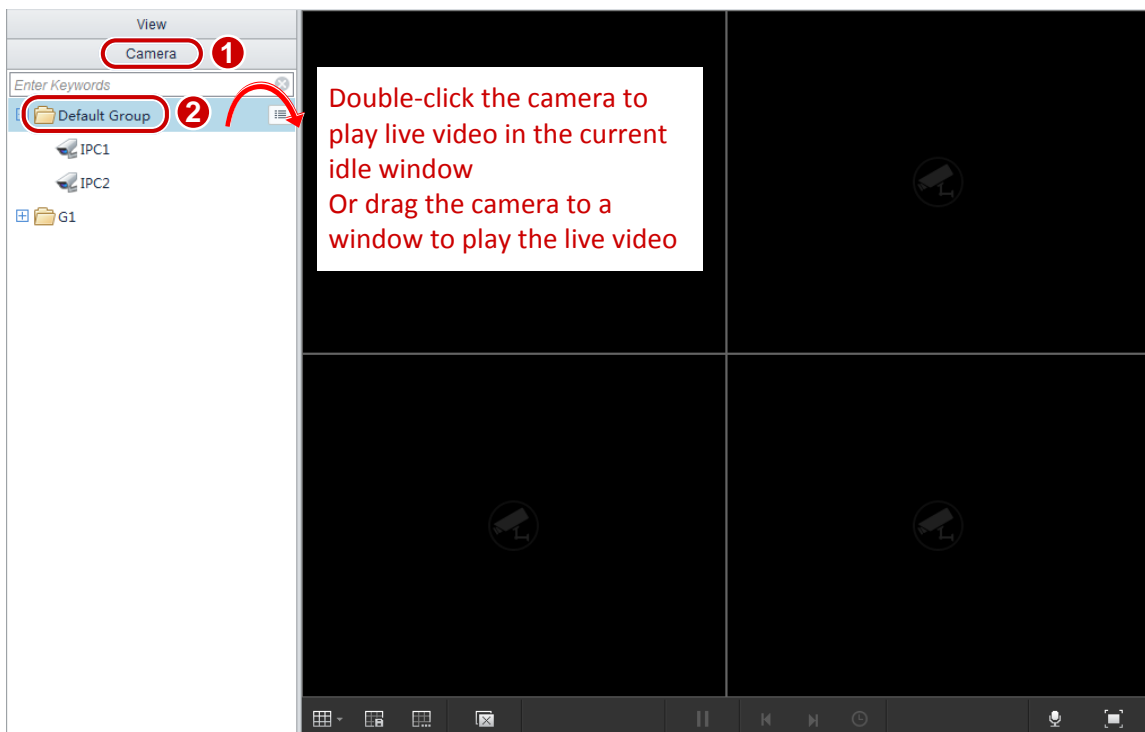 View
Camera
1
Enter Keywords
Default Group
2
IPC1
IPC2
G1
Double-click the camera to
play live video in the current
idle window
Or drag the camera to a
window to play the live video